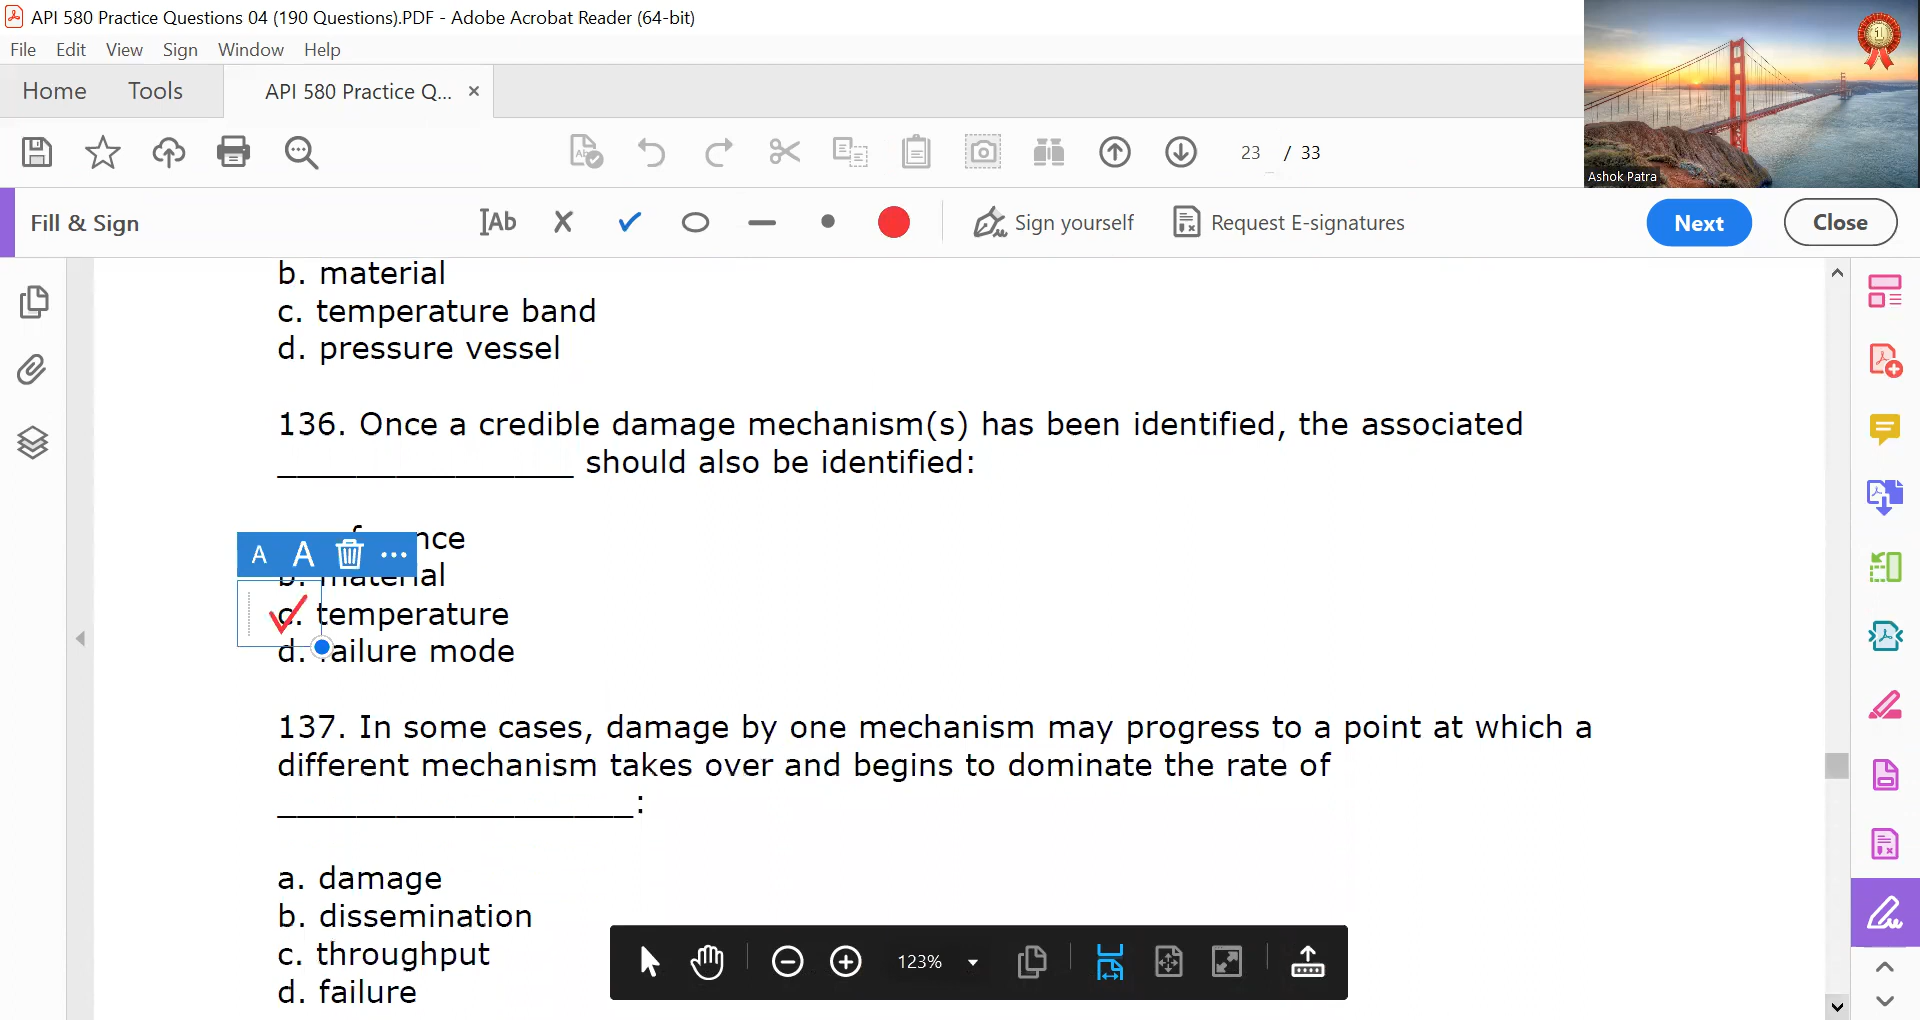 API 580 Practice Questions 04 (190 Questions).PDF - Adobe Acrobat Reader (64-bit)
File Edit View Sign Window Help
Home Tools API 580 Practice Q... ×
23 / 33
Ashok Patra
Fill & Sign
Sign yourself
Request E-signatures
Next
Close
b. material
c. temperature band
d. pressure vessel
136. Once a credible damage mechanism(s) has been identified, the associated
_______________ should also be identified:
A A
c. temperature
d. failure mode
137. In some cases, damage by one mechanism may progress to a point at which a
different mechanism takes over and begins to dominate the rate of
__________________:
a. damage
b. dissemination
c. throughput
d. failure
123%